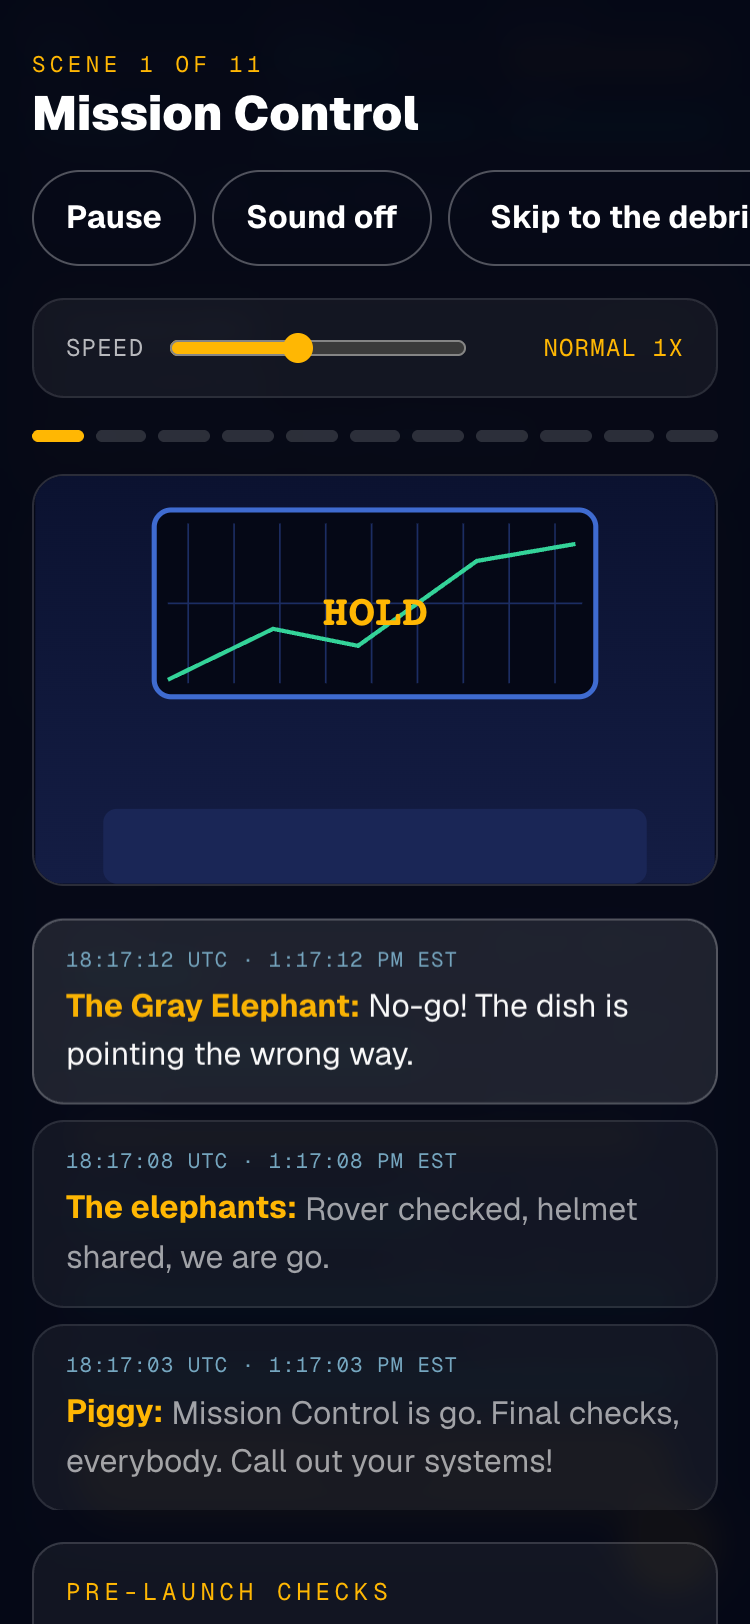 SCENE 1 OF 11
Mission Control
Pause
Sound off
Skip to the debri
SPEED
NORMAL 1X
HOLD
18:17:12 UTC · 1:17:12 PM EST
The Gray Elephant: No-go! The dish is
pointing the wrong way.
18:17:08 UTC · 1:17:08 PM EST
The elephants: Rover checked, helmet
shared, we are go.
18:17:03 UTC · 1:17:03 PM EST
Piggy: Mission Control is go. Final checks,
everybody. Call out your systems!
PRE-LAUNCH CHECKS